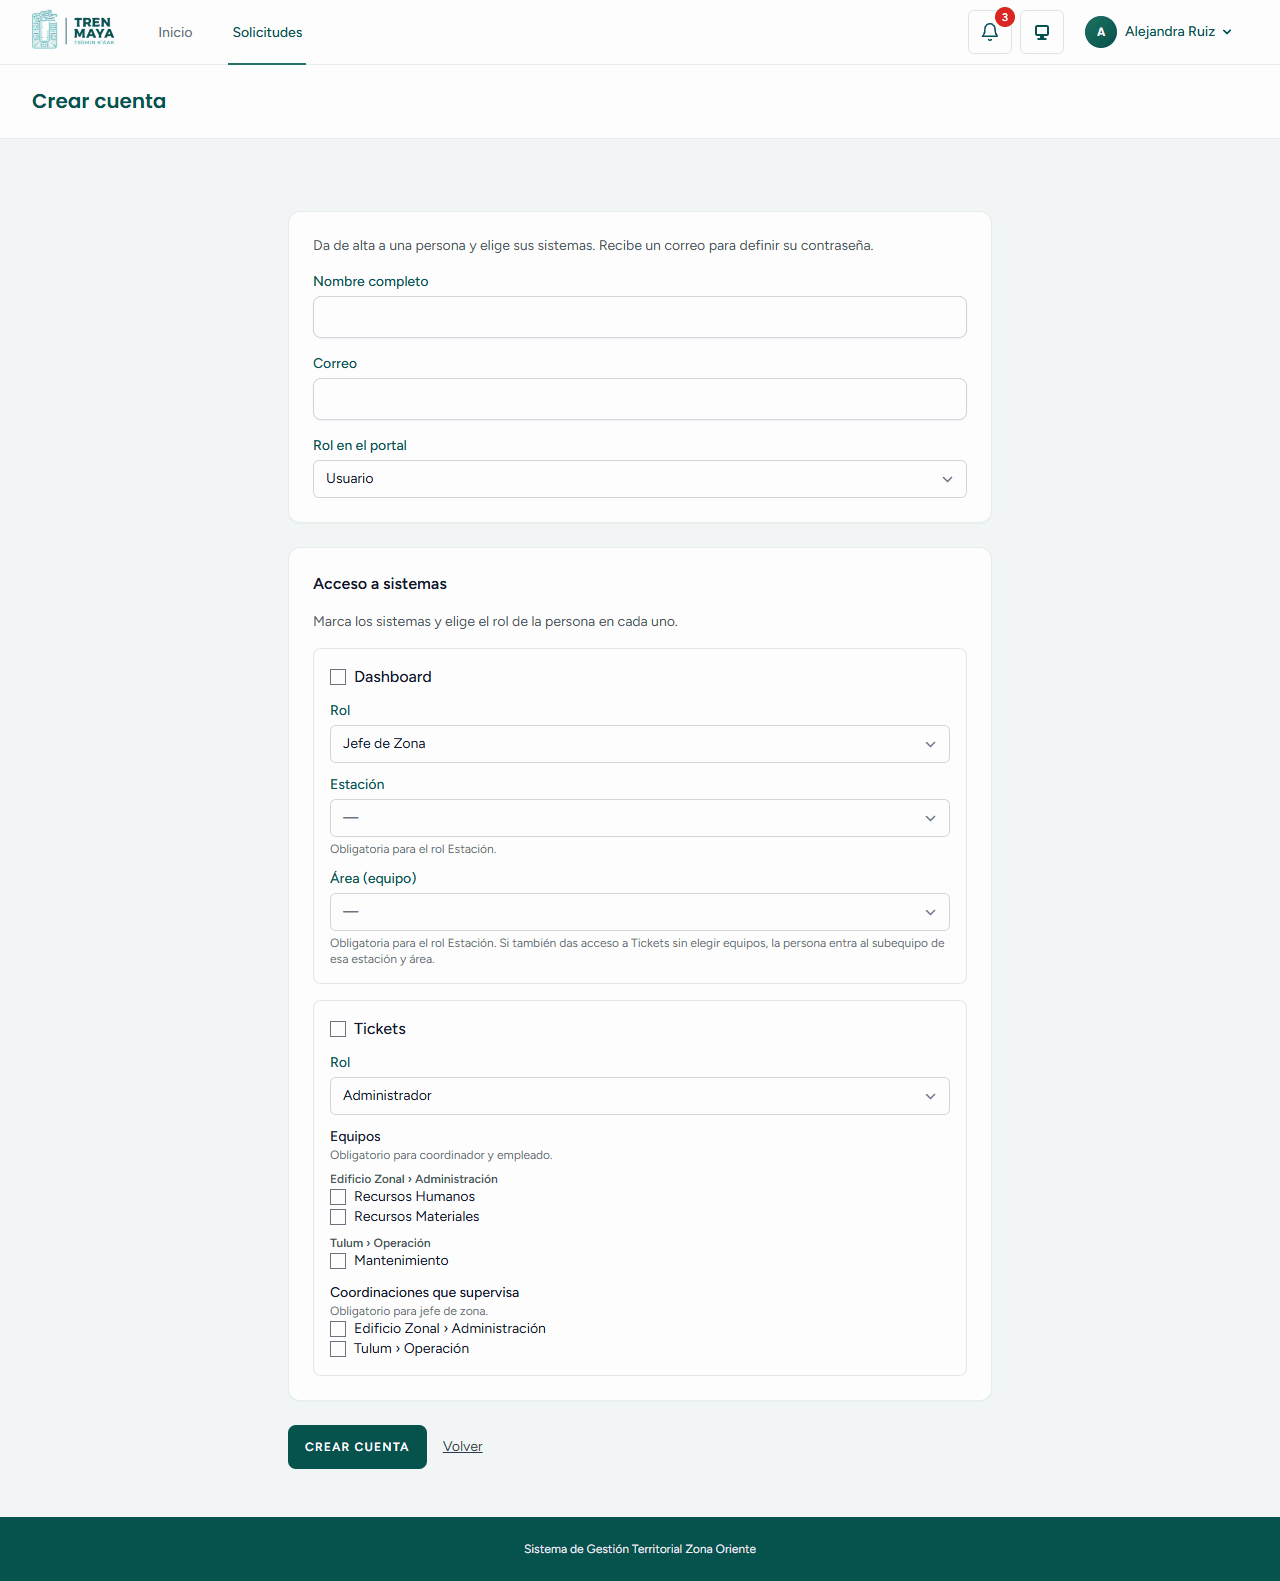 TREN
MAYA
TSÍIMIN K'ÁAK
Inicio
Solicitudes
3
A
Alejandra Ruiz
Crear cuenta
Da de alta a una persona y elige sus sistemas. Recibe un correo para definir su contraseña.
Nombre completo
Correo
Rol en el portal
Usuario
Acceso a sistemas
Marca los sistemas y elige el rol de la persona en cada uno.
Dashboard
Rol
Jefe de Zona
Estación
—
Obligatoria para el rol Estación.
Área (equipo)
—
Obligatoria para el rol Estación. Si también das acceso a Tickets sin elegir equipos, la persona entra al subequipo de
esa estación y área.
Tickets
Rol
Administrador
Equipos
Obligatorio para coordinador y empleado.
Edificio Zonal › Administración
Recursos Humanos
Recursos Materiales
Tulum › Operación
Mantenimiento
Coordinaciones que supervisa
Obligatorio para jefe de zona.
Edificio Zonal › Administración
Tulum › Operación
CREAR CUENTA
Volver
Sistema de Gestión Territorial Zona Oriente